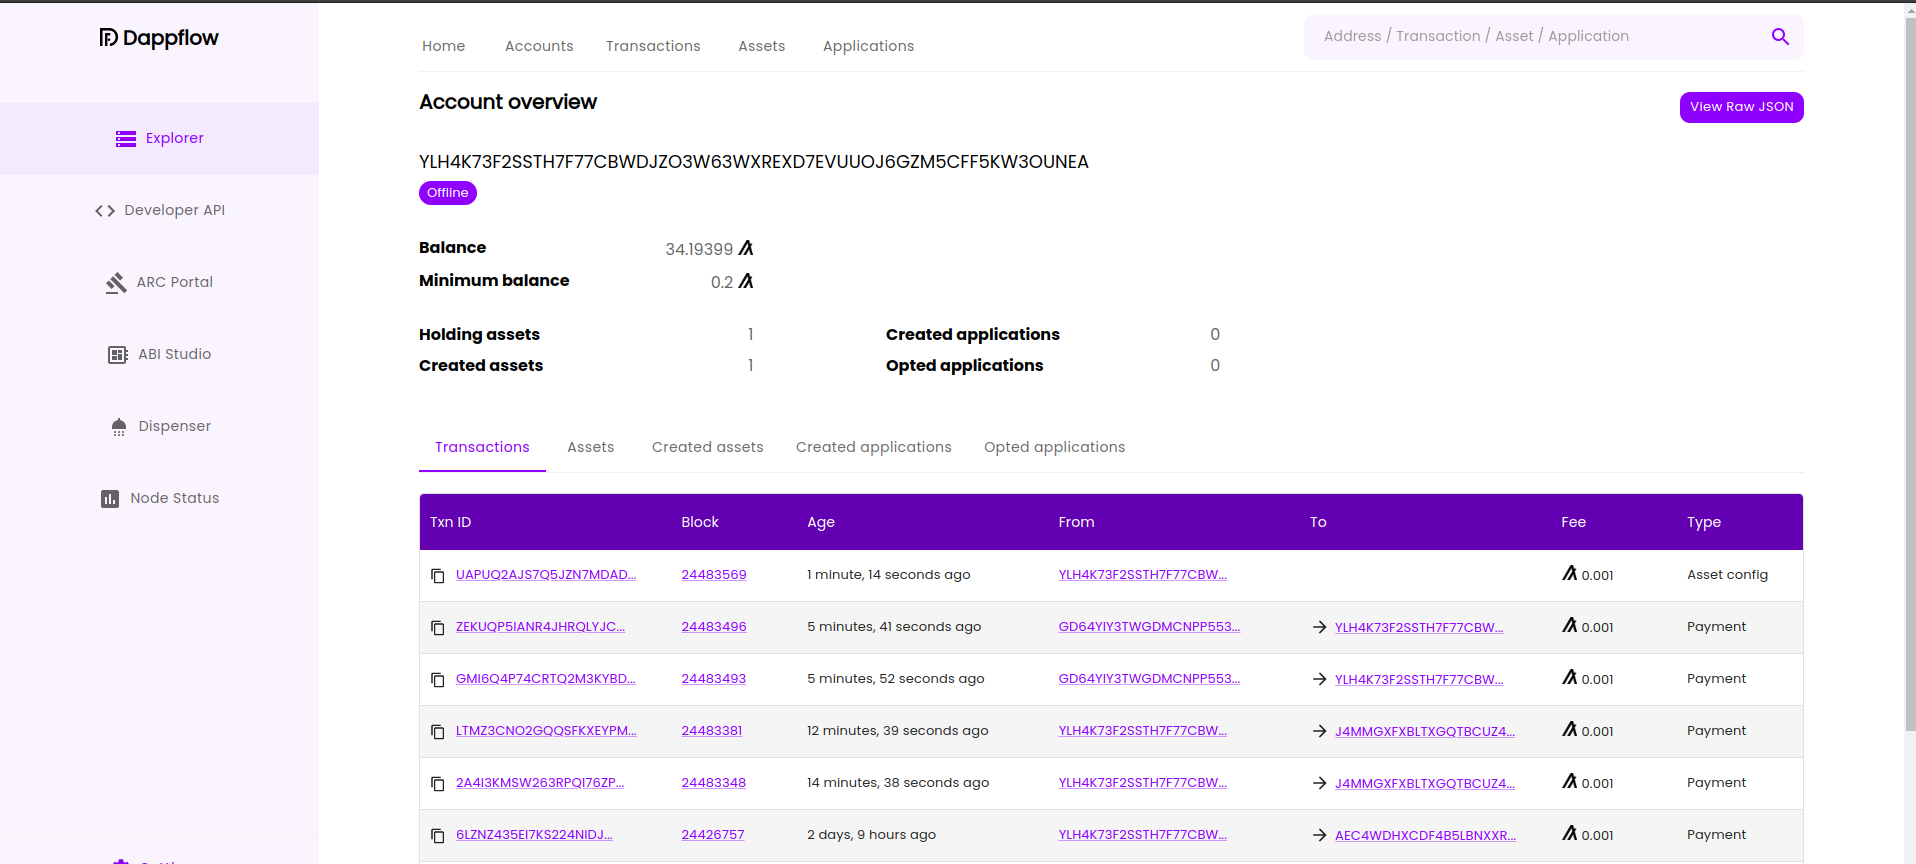 Dappflow
Explorer
Developer API
ARC Portal
ABI Studio
Dispenser
Node Status
Home Accounts Transactions Assets Applications
Address / Transaction / Asset / Application
Account overview
View Raw JSON
YLH4K73F2SSTH7F77CBWDJZO3W63WXREXD7EVUUOJ6GZM5CFF5KW3OUNEA
Offline
Balance 34.19399
Minimum balance 0.2
Holding assets 1 Created applications 0
Created assets 1 Opted applications 0
Transactions Assets Created assets Created applications Opted applications
Txn ID Block Age From To Fee Type
UAPUQ2AJS7Q5JZN7MDAD... 24483569 1 minute, 14 seconds ago YLH4K73F2SSTH7F77CBW... 0.001 Asset config
ZEKUQP5IANR4JHRQLYJC... 24483496 5 minutes, 41 seconds ago GD64YIY3TWGDMCNPP553... YLH4K73F2SSTH7F77CBW... 0.001 Payment
GMI6Q4P74CRTQ2M3KYBD... 24483493 5 minutes, 52 seconds ago GD64YIY3TWGDMCNPP553... YLH4K73F2SSTH7F77CBW... 0.001 Payment
LTMZ3CNO2GQQSFKXEYPM... 24483381 12 minutes, 39 seconds ago YLH4K73F2SSTH7F77CBW... J4MMGXFXBLTXGQTBCUZ4... 0.001 Payment
2A4I3KMSW263RPQI76ZP... 24483348 14 minutes, 38 seconds ago YLH4K73F2SSTH7F77CBW... J4MMGXFXBLTXGQTBCUZ4... 0.001 Payment
6LZNZ435EI7KS224NIDJ... 24426757 2 days, 9 hours ago YLH4K73F2SSTH7F77CBW... AEC4WDHXCDF4B5LBNXXR... 0.001 Payment